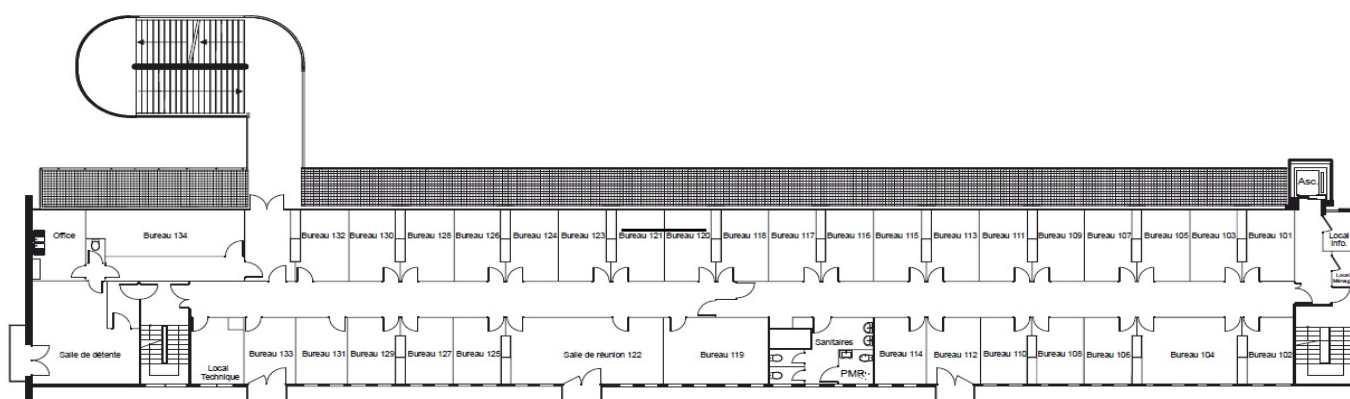 Asc.
Office
Bureau 134
Bureau 132
Bureau 130
Bureau 128
Bureau 126
Bureau 124
Bureau 123
Bureau 121
Bureau 120
Bureau 118
Bureau 117
Bureau 116
Bureau 115
Bureau 113
Bureau 111
Bureau 109
Bureau 107
Bureau 105
Bureau 103
Bureau 101
Local
Info.
Local
Ménage
Salle de détente
Local
Technique
Bureau 133
Bureau 131
Bureau 129
Bureau 127
Bureau 125
Salle de réunion 122
Bureau 119
Sanitaires
PMR
Bureau 114
Bureau 112
Bureau 110
Bureau 108
Bureau 106
Bureau 104
Bureau 102